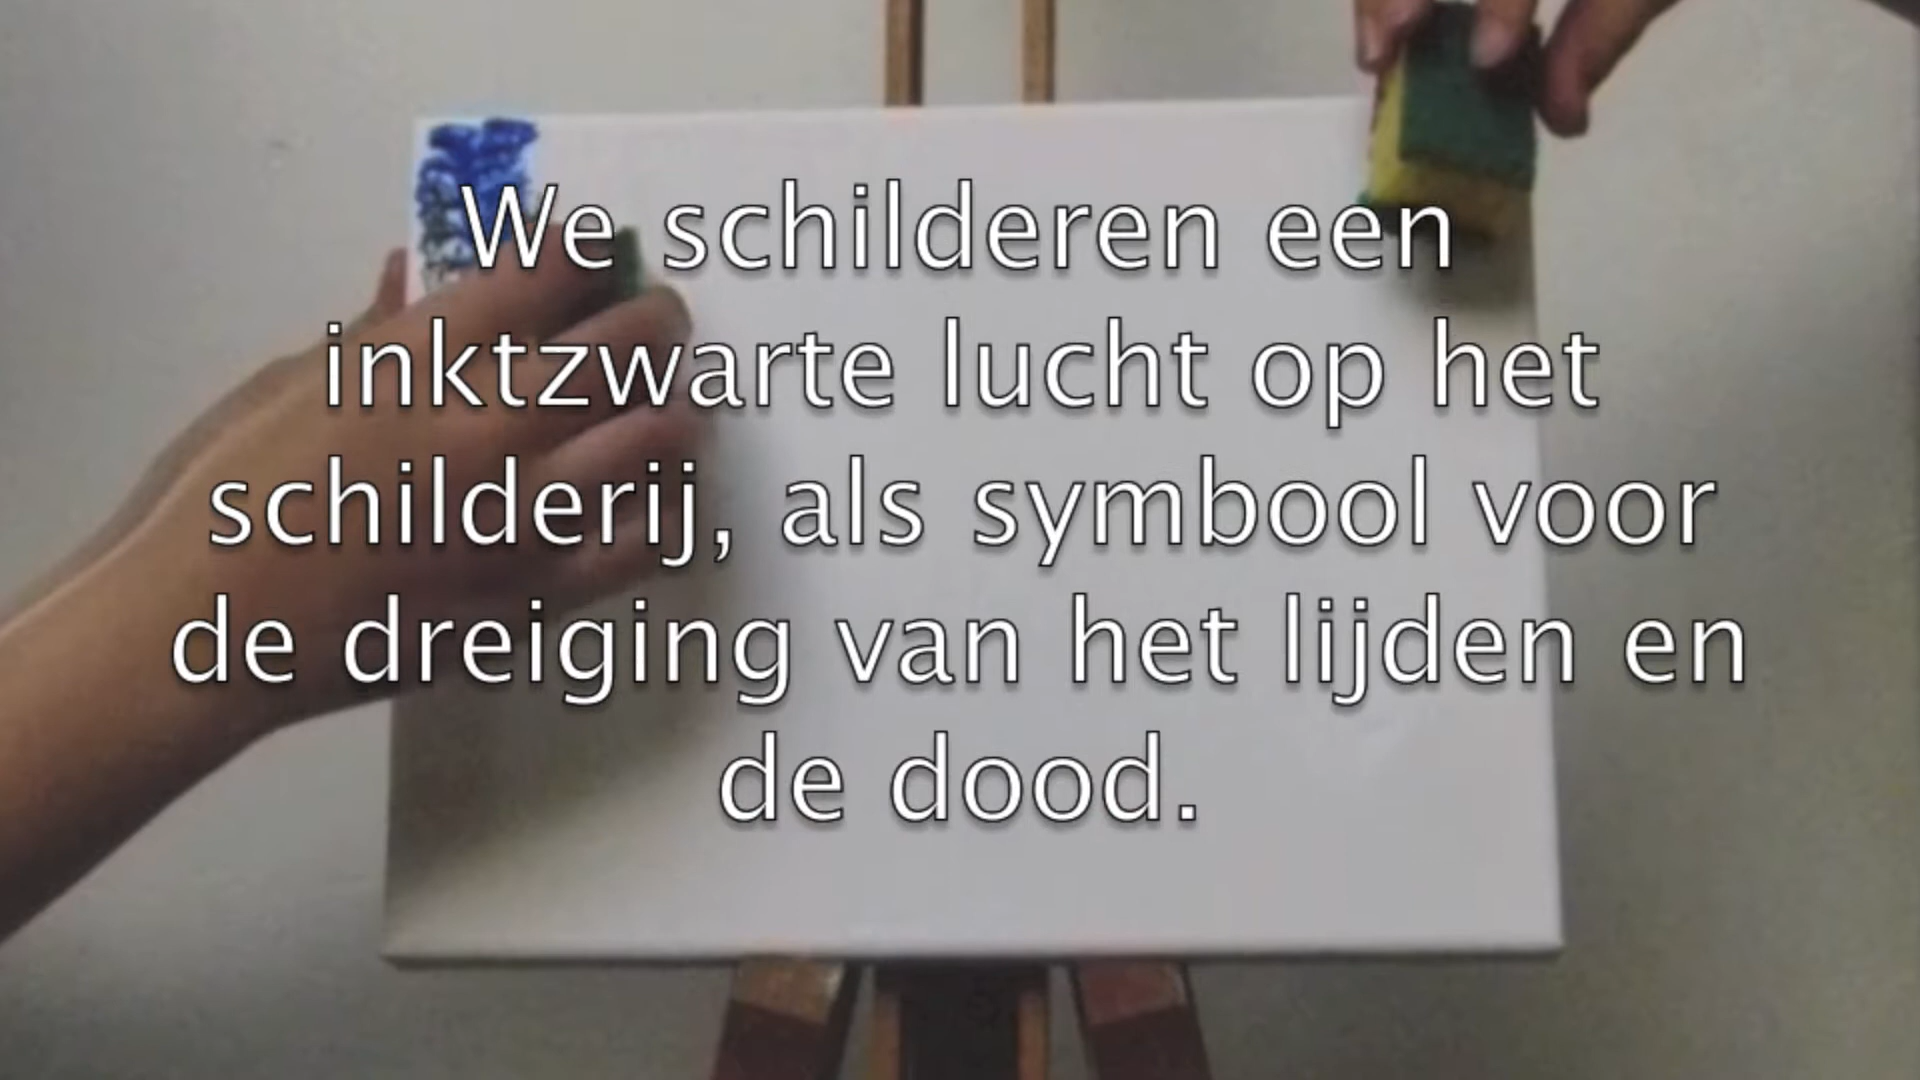 We schilderen een
inktzwarte lucht op het
schilderij, als symbool voor
de dreiging van het lijden en
de dood.